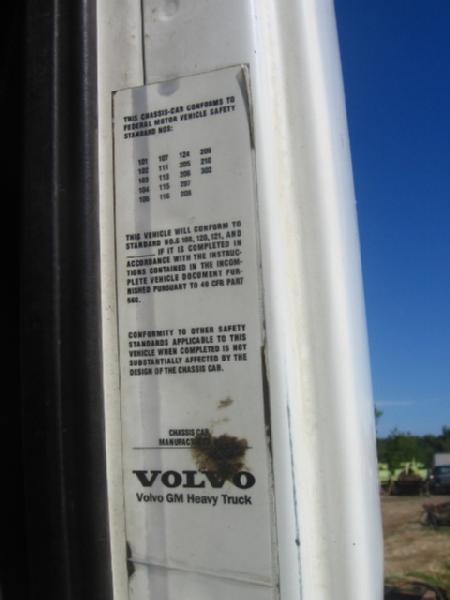 THIS CHASSIS-CAB CONFORMS TO
FEDERAL MOTOR VEHICLE SAFETY
STANDARD NOS:
101 107 124 209
102 111 205 210
103 113 206 302
104 115 207
106 116 208
THIS VEHICLE WILL CONFORM TO
STANDARD NO.S 108, 120, 121, AND
IF IT IS COMPLETED IN
ACCORDANCE WITH THE INSTRUC-
TIONS CONTAINED IN THE INCOM-
PLETE VEHICLE DOCUMENT FUR-
NISHED PURSUANT TO 49 CFR PART
568.
CONFORMITY TO OTHER SAFETY
STANDARDS APPLICABLE TO THIS
VEHICLE WHEN COMPLETED IS NOT
SUBSTANTIALLY AFFECTED BY THE
DESIGN OF THE CHASSIS CAB.
CHASSIS CAB
MANUFACTURED
VOLVO
Volvo GM Heavy Truck